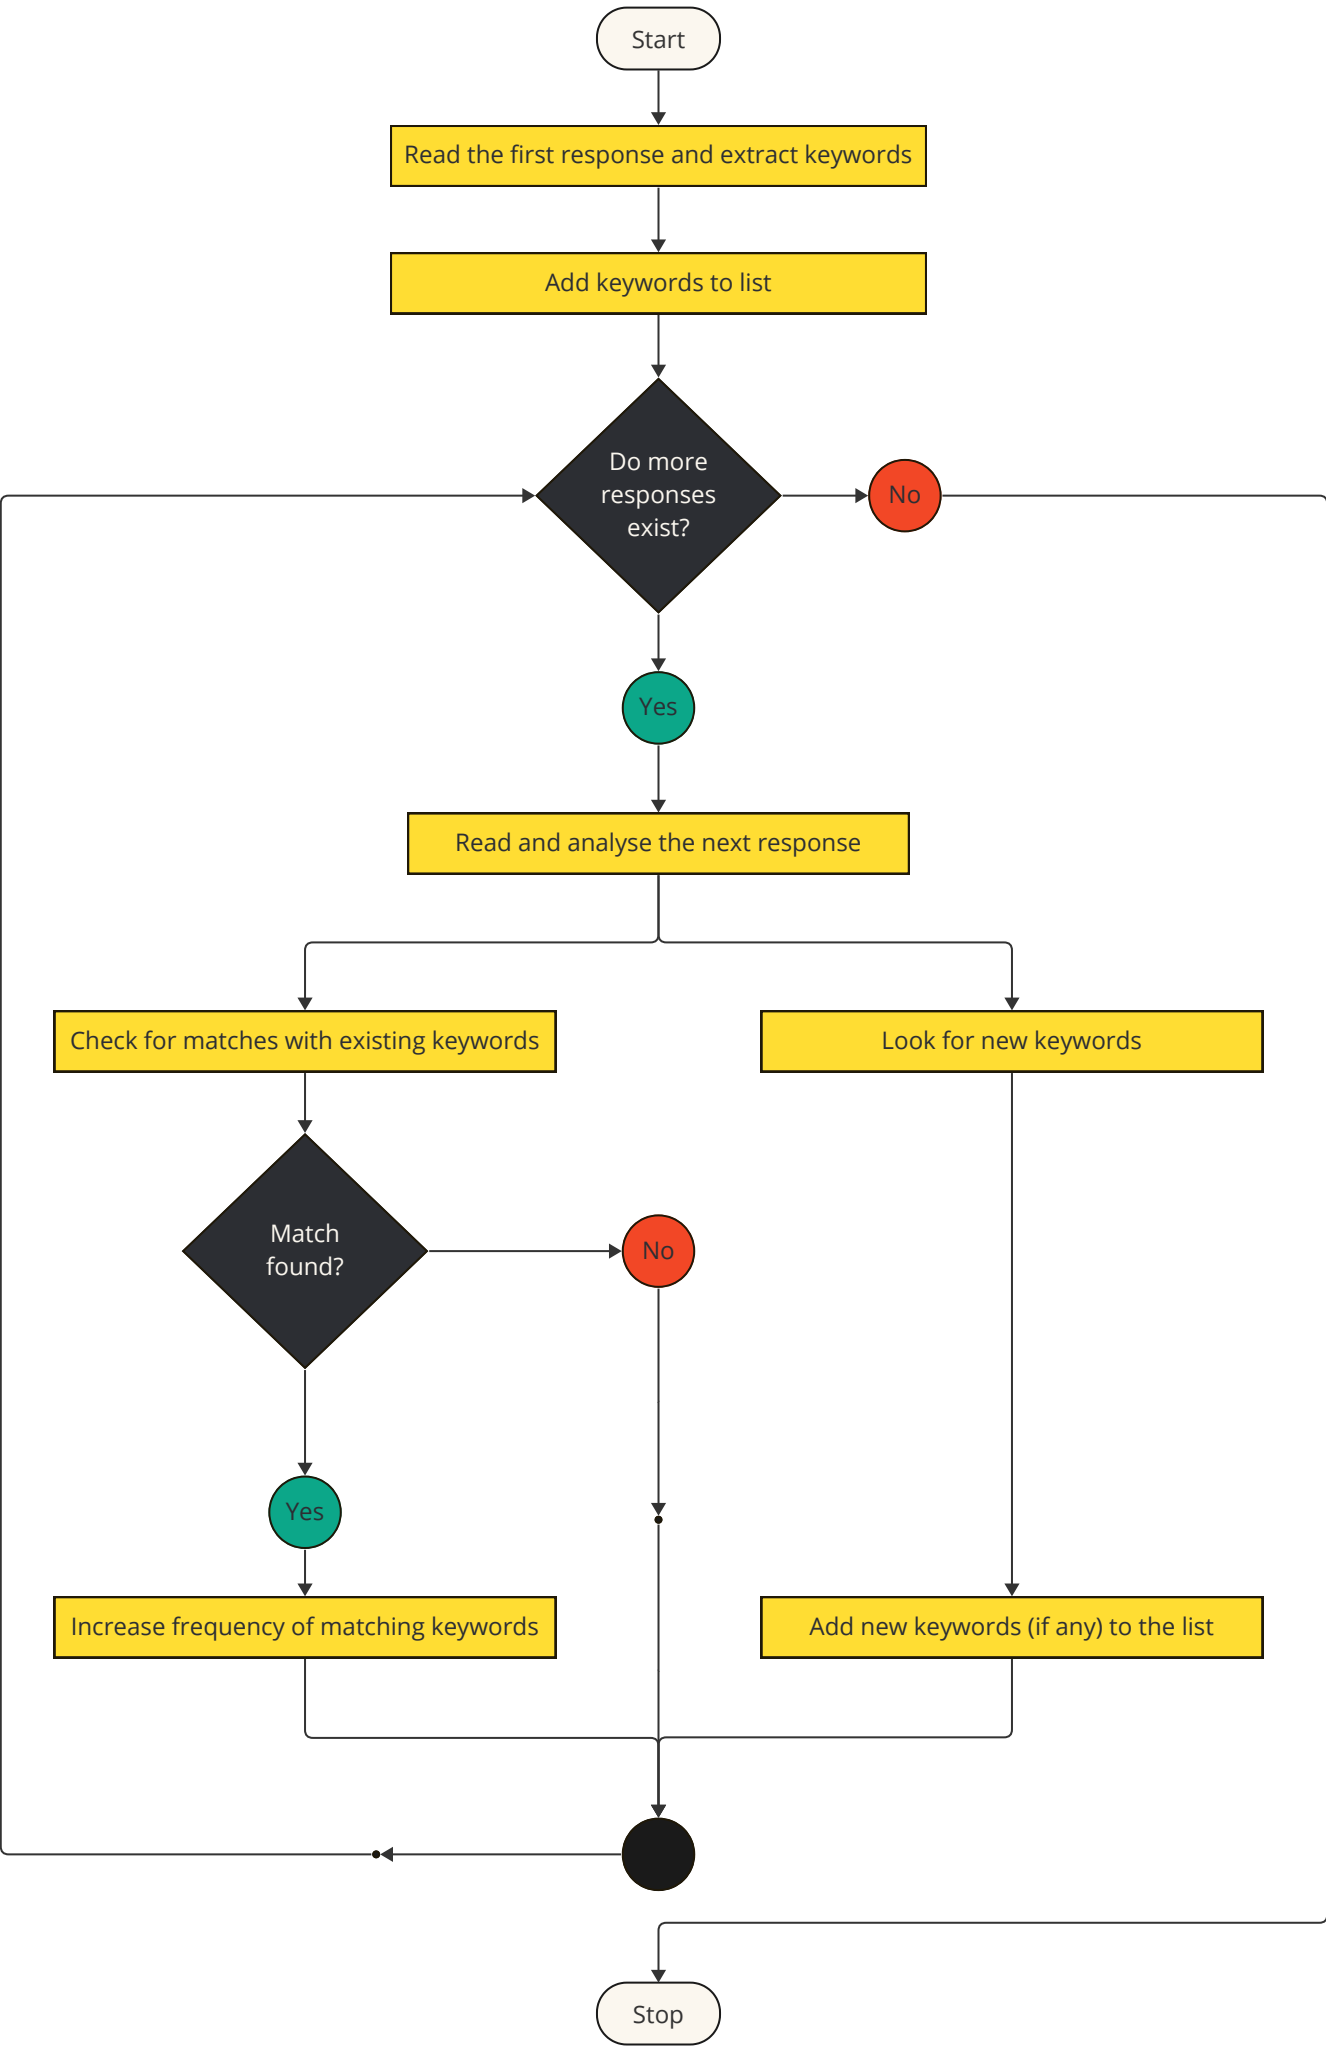 Start
Read the first response and extract keywords
Add keywords to list
Do more
responses
exist?
No
Yes
Read and analyse the next response
Check for matches with existing keywords
Look for new keywords
Match
found?
No
Yes
Increase frequency of matching keywords
Add new keywords (if any) to the list
Stop